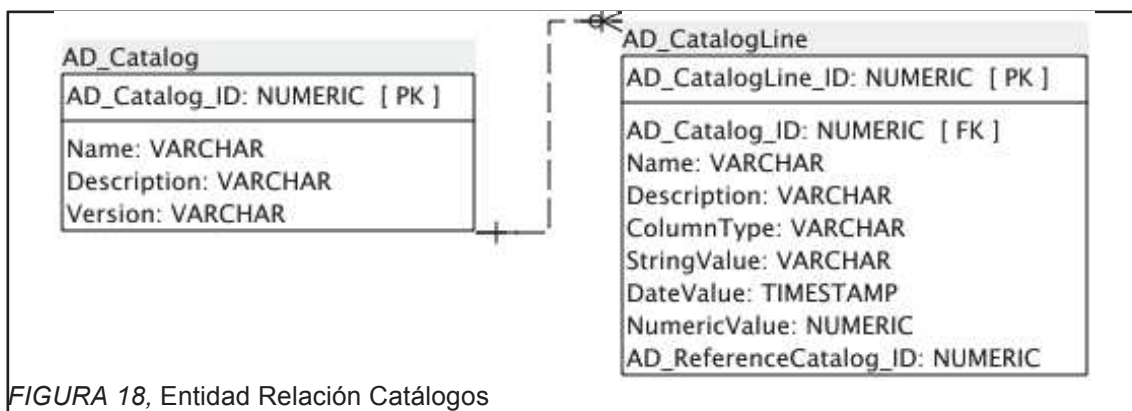 AD_Catalog
AD_Catalog_ID: NUMERIC [ PK ]
Name: VARCHAR
Description: VARCHAR
Version: VARCHAR
AD_CatalogLine
AD_CatalogLine_ID: NUMERIC [ PK ]
AD_Catalog_ID: NUMERIC [ FK ]
Name: VARCHAR
Description: VARCHAR
ColumnType: VARCHAR
StringValue: VARCHAR
DateValue: TIMESTAMP
NumericValue: NUMERIC
AD_ReferenceCatalog_ID: NUMERIC
FIGURA 18, Entidad Relación Catálogos